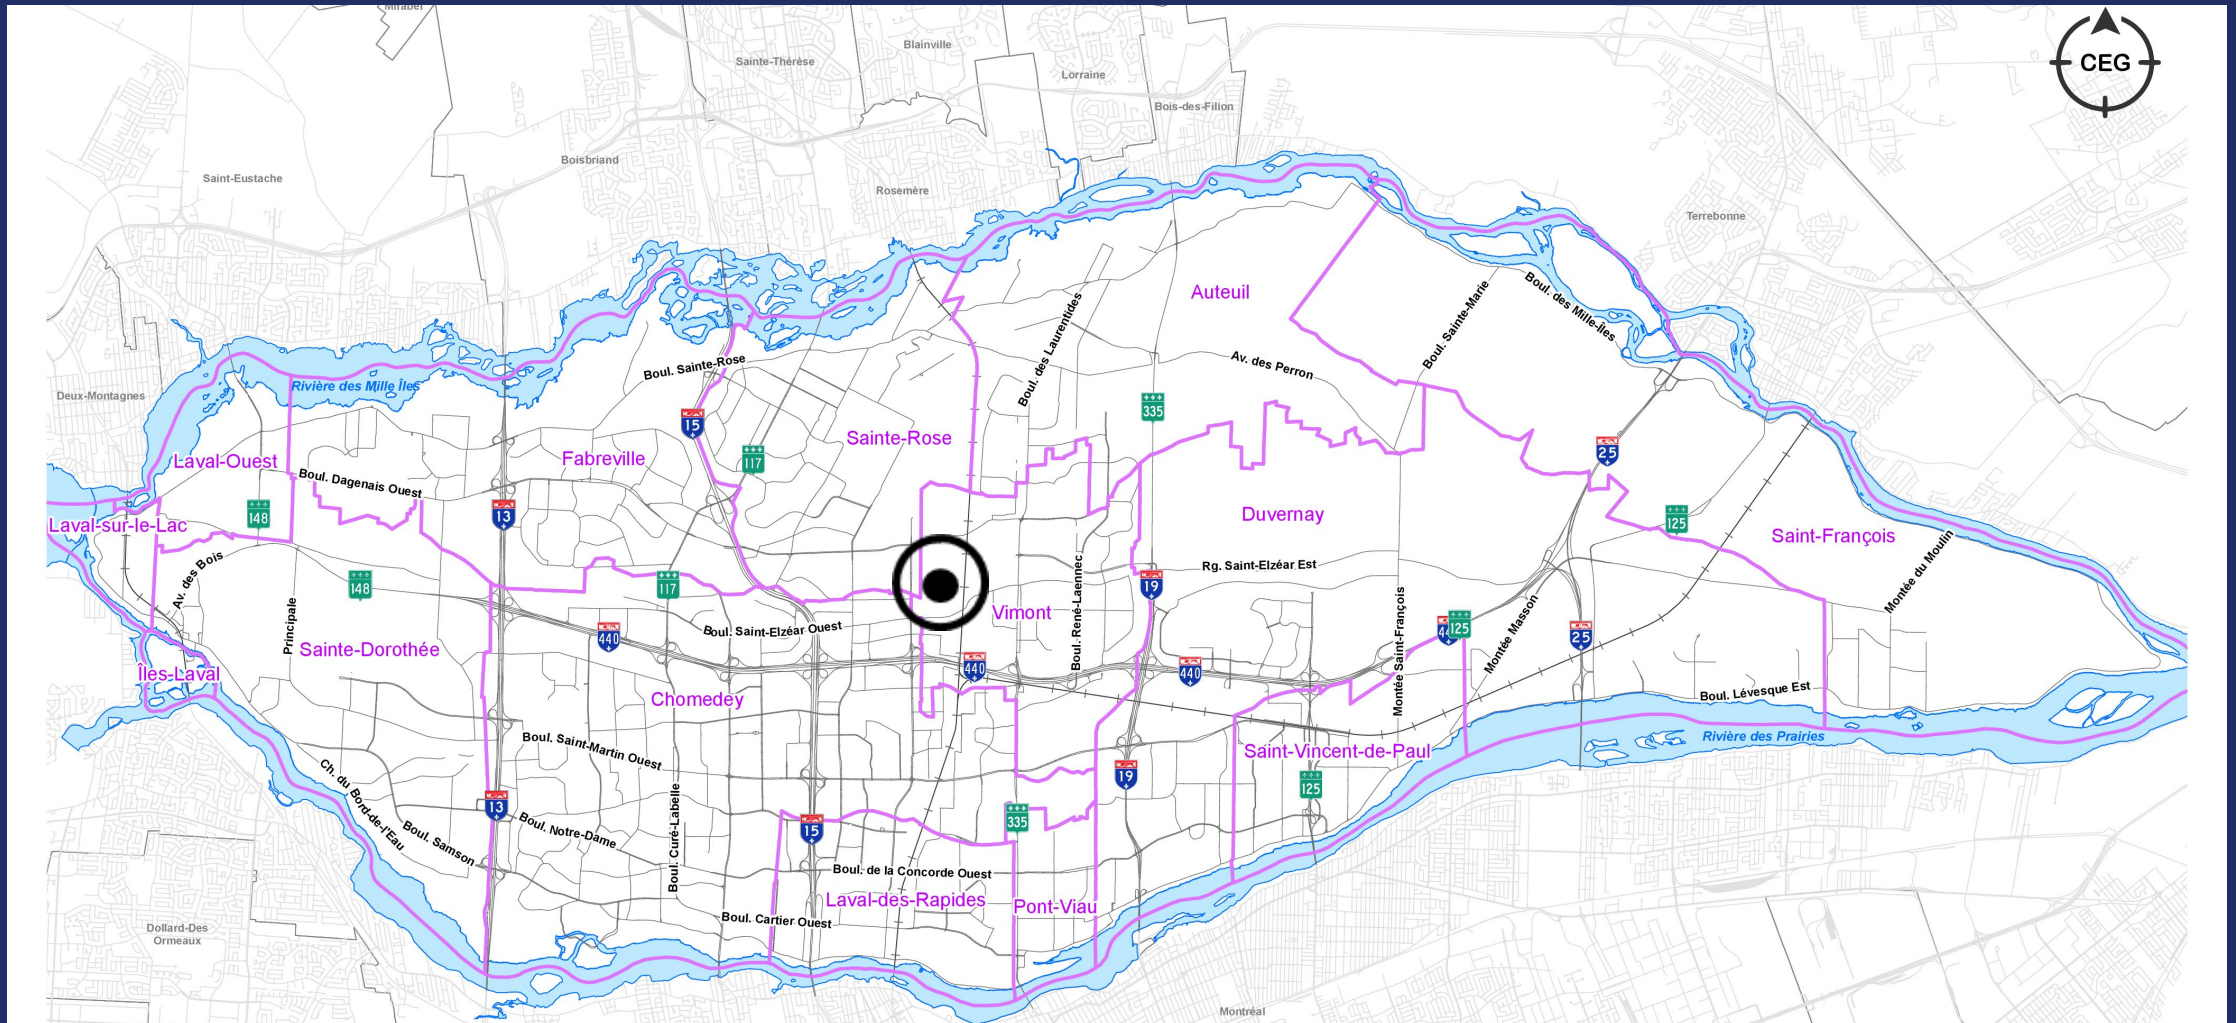 Mirabel
CEG
Blainville
Sainte-Thérèse
Lorraine
Bois-des-Filion
Boisbriand
Saint-Eustache
Rosemère
Terrebonne
Auteuil
Boul. des Mille-Îles
Boul. Sainte-Marie
Boul. des Laurentides
Av. des Perron
Boul. Sainte-Rose
Rivière des Mille Îles
Deux-Montagnes
335
15
Sainte-Rose
117
Fabreville
25
Laval-Ouest
Boul. Dagenais Ouest
148
13
Laval-sur-le-Lac
Duvernay
125
Saint-François
Montée du Moulin
Av. des Bois
148
117
Rg. Saint-Elzéar Est
19
Boul. René-Laennec
Vimont
Montée Saint-François
Montée Masson
Principale
440
Boul. Saint-Elzéar Ouest
125
25
Sainte-Dorothée
440
440
Îles-Laval
Chomedey
Boul. Lévesque Est
Rivière des Prairies
Boul. Saint-Martin Ouest
Saint-Vincent-de-Paul
19
125
Ch. du Bord-de-l'Eau
13
Boul. Curé-Labelle
Boul. Notre-Dame
15
335
Boul. Samson
Boul. de la Concorde Ouest
Laval-des-Rapides
Pont-Viau
Boul. Cartier Ouest
Dollard-Des
Ormeaux
Montréal